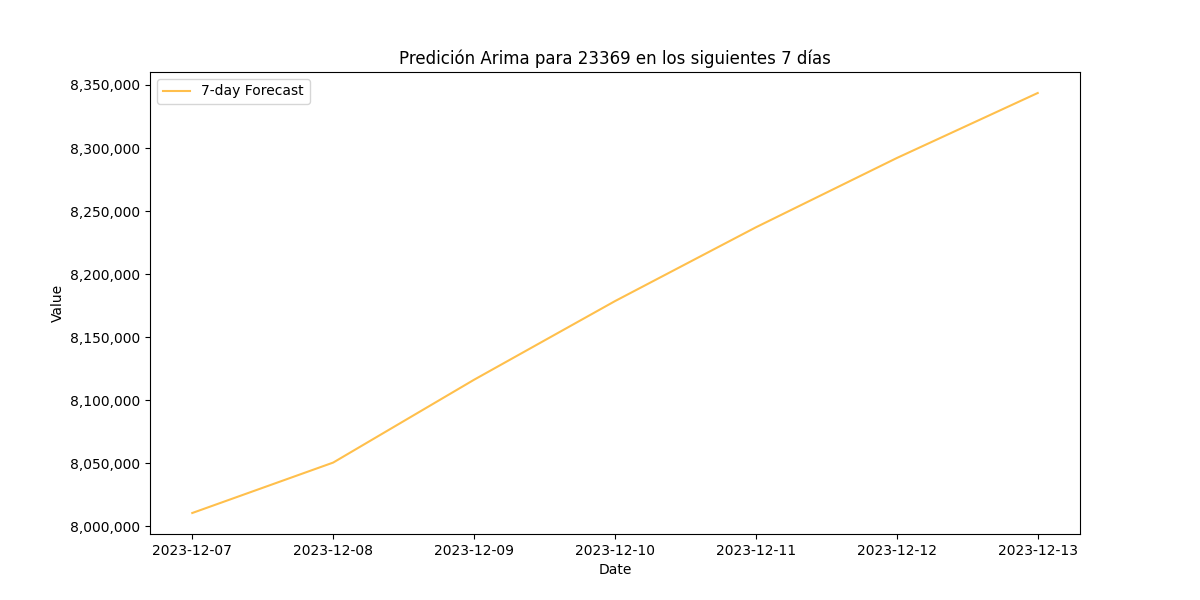 Predición Arima para 23369 en los siguientes 7 días
7-day Forecast
8,350,000
8,300,000
8,250,000
8,200,000
8,150,000
8,100,000
8,050,000
8,000,000
Value
2023-12-07 2023-12-08 2023-12-09 2023-12-10 2023-12-11 2023-12-12 2023-12-13
Date